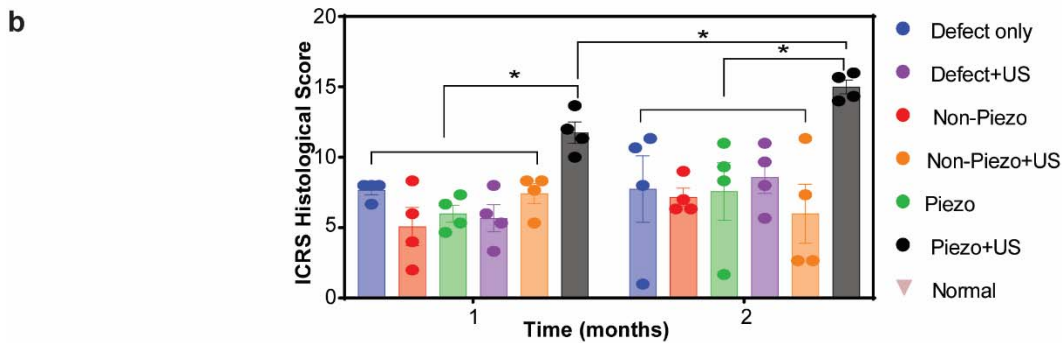 b
ICRS Histological Score
20
15
10
5
0
*
*
*
1
2
Time (months)
Defect only
Defect+US
Non-Piezo
Non-Piezo+US
Piezo
Piezo+US
Normal